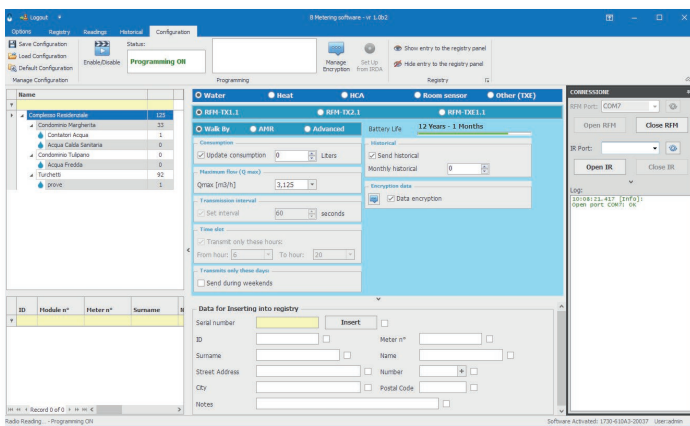 Logout
B Metering software - vr 1.0b2
Options Registry Readings Historical Configuration
Save Configuration
Load Configuration
Default Configuration
Manage Configuration
Enable/Disable
Status:
Programming ON
Programming
Manage Encryption
Set Up from IRDA
Show entry to the registry panel
Hide entry to the registry panel
Registry
Name
Complesso Residenziale 125
Condominio Margherita 33
Contatori Acqua 1
Acqua Calda Sanitaria 0
Condominio Tulipano 0
Acqua Fredda 0
Turchetti 92
prove 1
Water Heat HCA Room sensor Other (TXE)
RFM-TX1.1 RFM-TX2.1 RFM-TXE1.1
Walk By AMR Advanced Battery Life 12 Years - 1 Months
Consumption
Update consumption 0 Liters
Maximum flow (Q max)
Qmax [m3/h] 3,125
Transmission interval
Set interval 60 seconds
Time slot
Transmit only these hours:
From hour: 6 To hour: 20
Transmits only these days:
Send during weekends
Historical
Send historical
Monthly historical 0
Encryption data
Data encryption
CONNESSIONE
RFM Port: COM7
Open RFM Close RFM
IR Port:
Open IR Close IR
Log:
10:08:21,417 [Info]:
Open port COM7: OK
ID Module n° Meter n° Surname
Record 0 of 0
Data for Inserting into registry
Serial number Insert
ID Meter n°
Surname Name
Street Address Number
City Postal Code
Notes
Radio Reading... - Programming ON
Software Activated: 1730-610A3-20037 User:admin